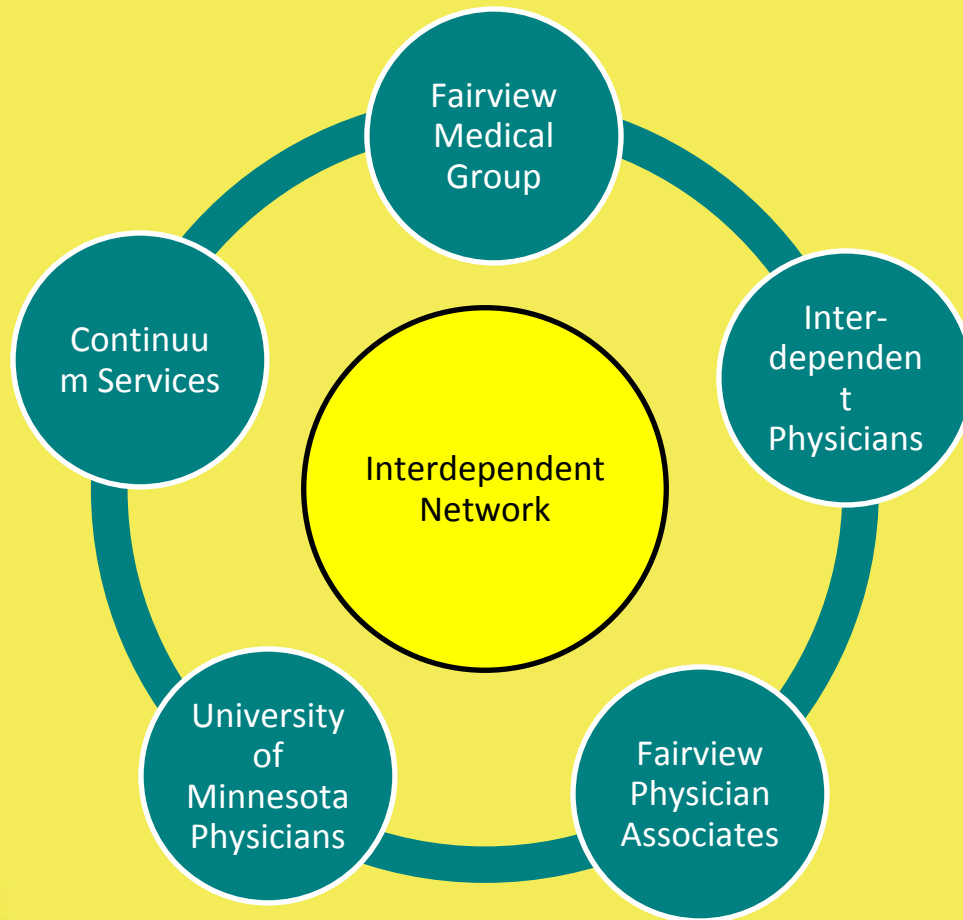 Fairview
Medical
Group
Inter-
dependen
t
Physicians
Fairview
Physician
Associates
University
of
Minnesota
Physicians
Continuu
m Services
Interdependent
Network